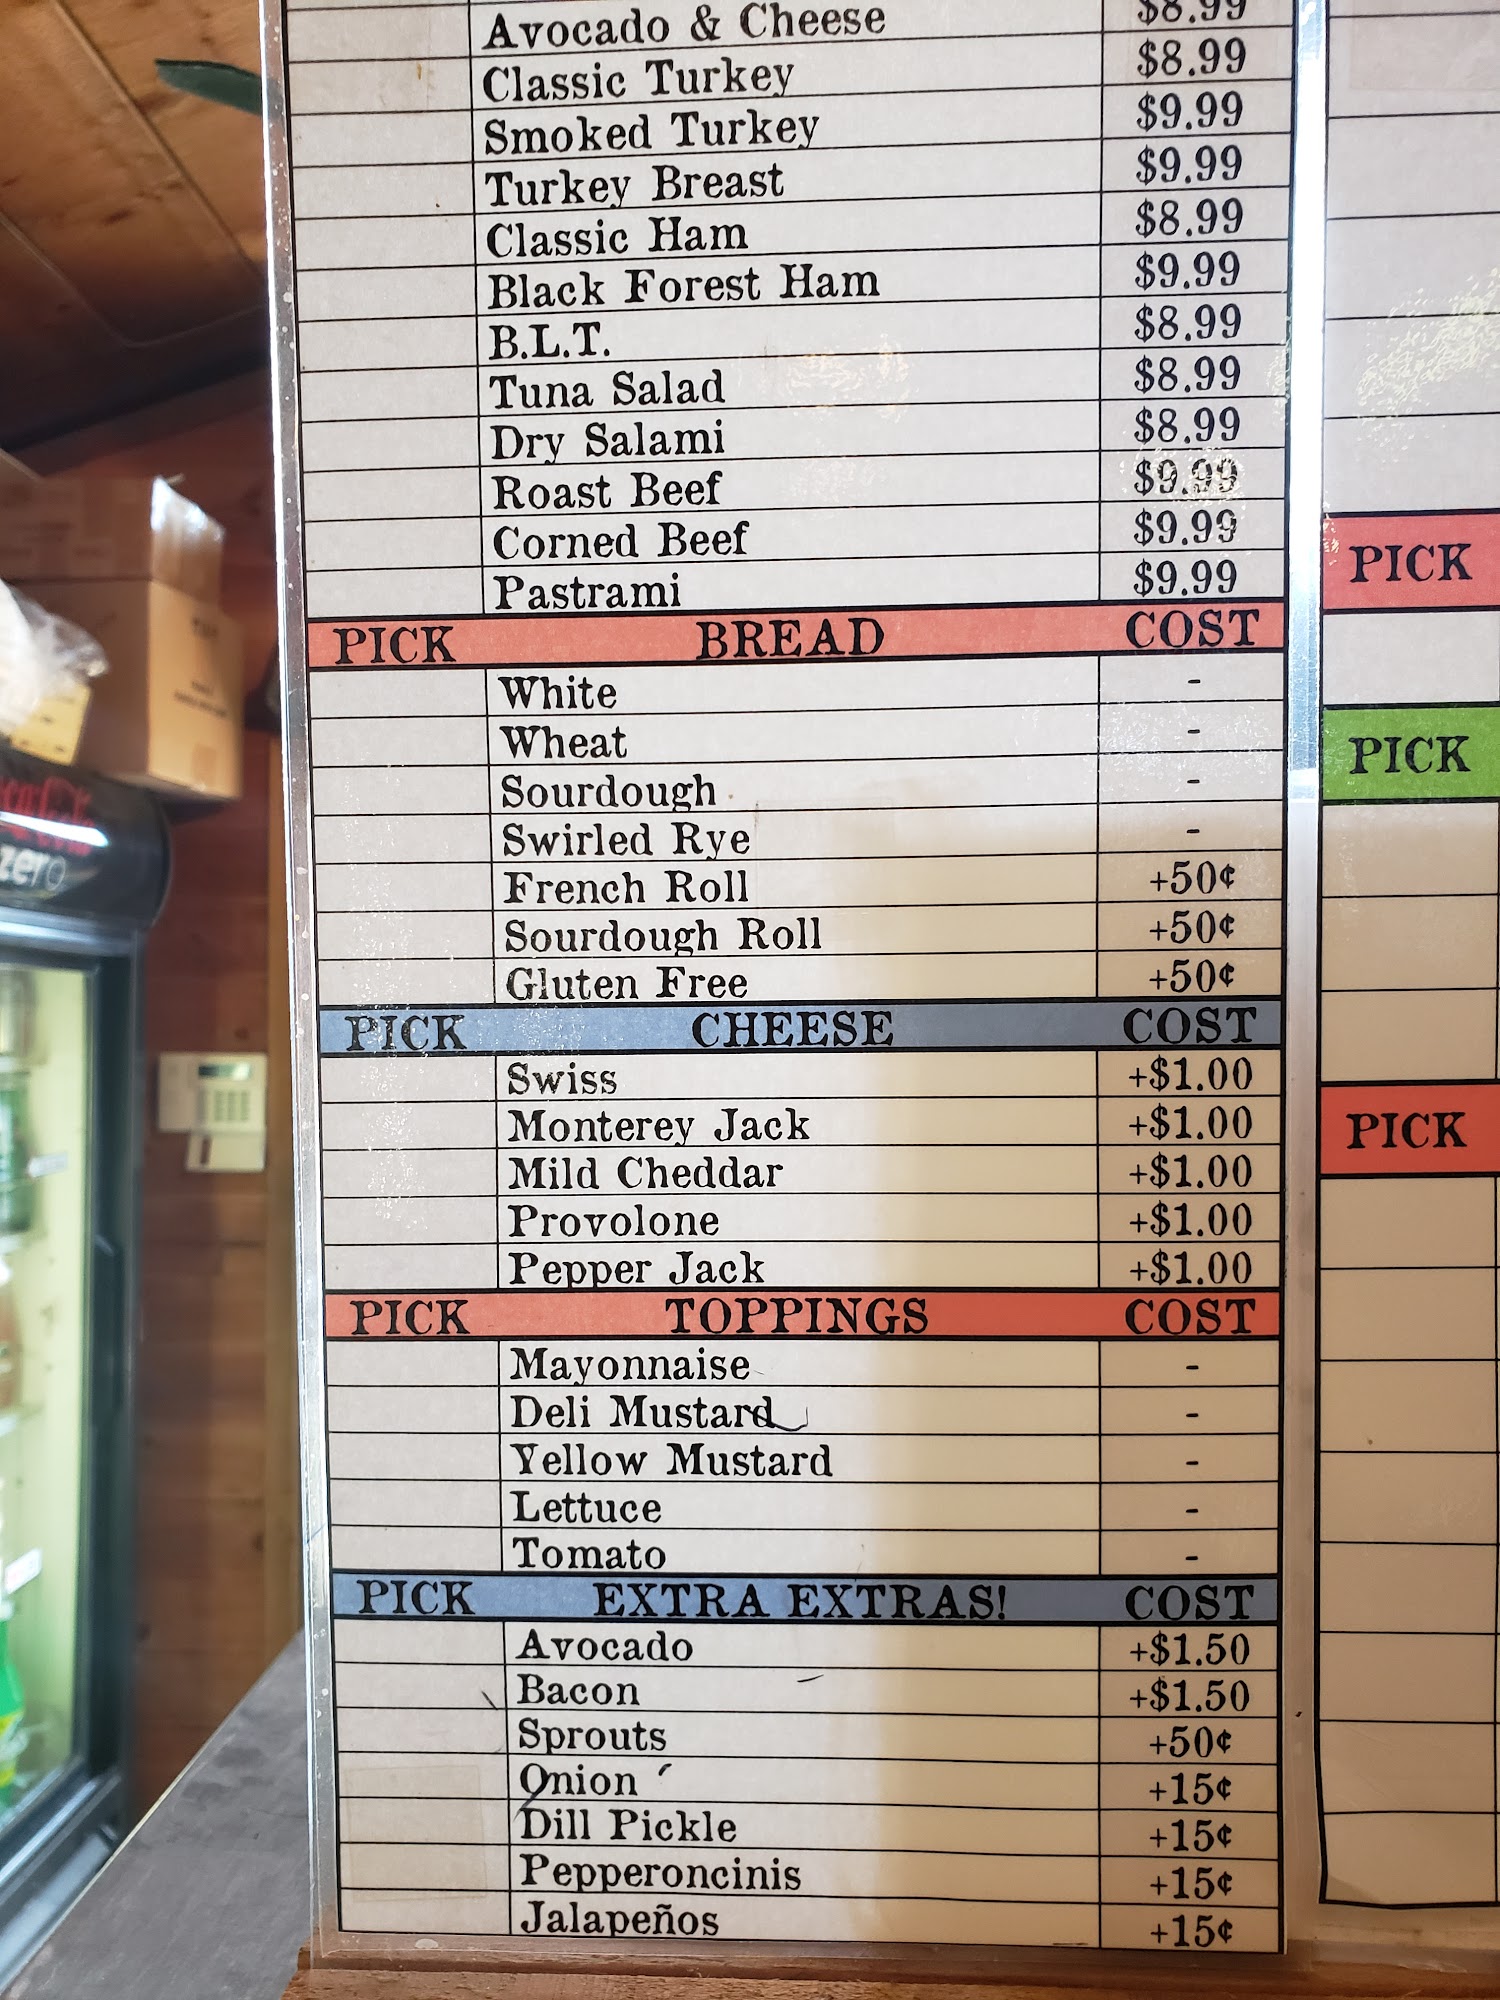 Avocado & Cheese $8.99
Classic Turkey $8.99
Smoked Turkey $9.99
Turkey Breast $9.99
Classic Ham $8.99
Black Forest Ham $9.99
B.L.T. $8.99
Tuna Salad $8.99
Dry Salami $8.99
Roast Beef $9.99
Corned Beef $9.99
Pastrami $9.99
PICK BREAD COST
White -
Wheat -
Sourdough -
Swirled Rye -
French Roll +50¢
Sourdough Roll +50¢
Gluten Free +50¢
PICK CHEESE COST
Swiss +$1.00
Monterey Jack +$1.00
Mild Cheddar +$1.00
Provolone +$1.00
Pepper Jack +$1.00
PICK TOPPINGS COST
Mayonnaise -
Deli Mustard -
Yellow Mustard -
Lettuce -
Tomato -
PICK EXTRA EXTRAS! COST
Avocado +$1.50
Bacon +$1.50
Sprouts +50¢
Onion +15¢
Dill Pickle +15¢
Pepperoncinis +15¢
Jalapeños +15¢
PICK
PICK
PICK
zero